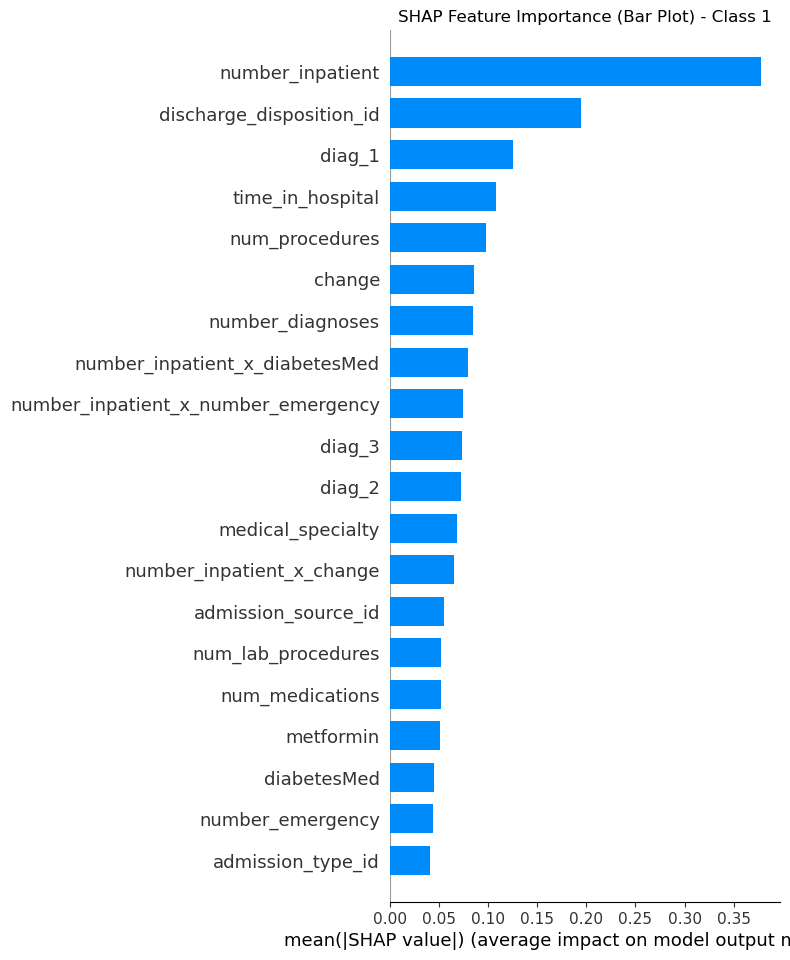 SHAP Feature Importance (Bar Plot) - Class 1
number_inpatient
discharge_disposition_id
diag_1
time_in_hospital
num_procedures
change
number_diagnoses
number_inpatient_x_diabetesMed
number_inpatient_x_number_emergency
diag_3
diag_2
medical_specialty
number_inpatient_x_change
admission_source_id
num_lab_procedures
num_medications
metformin
diabetesMed
number_emergency
admission_type_id
0.00 0.05 0.10 0.15 0.20 0.25 0.30 0.35
mean(|SHAP value|) (average impact on model output